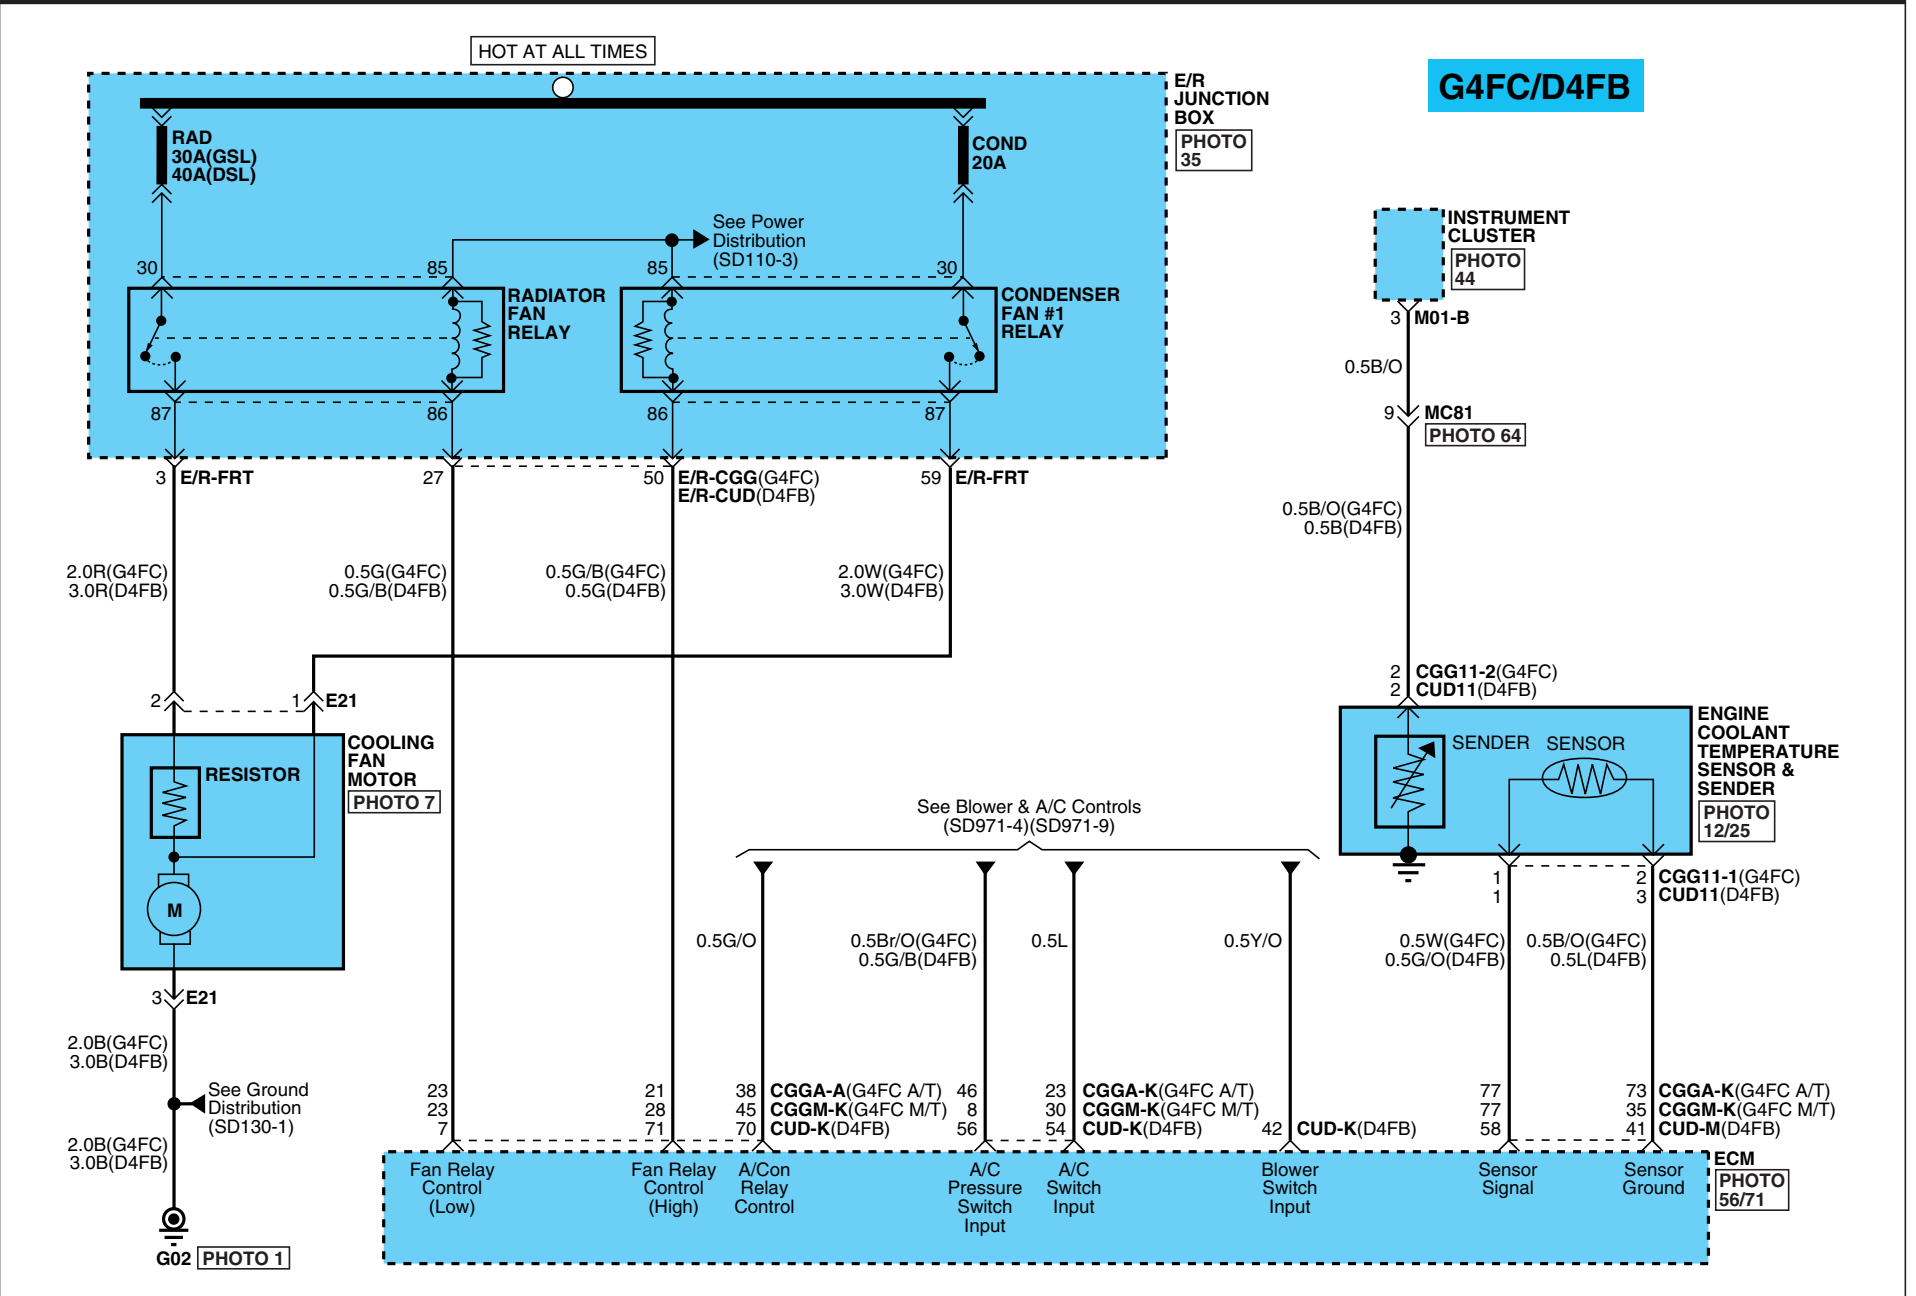 HOT AT ALL TIMES
G4FC/D4FB
E/R
JUNCTION
BOX
PHOTO
35
RAD
30A(GSL)
40A(DSL)
COND
20A
See Power
Distribution
(SD110-3)
30
85
85
30
RADIATOR
FAN
RELAY
CONDENSER
FAN #1
RELAY
87
86
86
87
3
E/R-FRT
27
50
E/R-CGG(G4FC)
E/R-CUD(D4FB)
59
E/R-FRT
INSTRUMENT
CLUSTER
PHOTO
44
3
M01-B
0.5B/O
9
MC81
PHOTO 64
0.5B/O(G4FC)
0.5B(D4FB)
2.0R(G4FC)
3.0R(D4FB)
0.5G(G4FC)
0.5G/B(D4FB)
0.5G/B(G4FC)
0.5G(D4FB)
2.0W(G4FC)
3.0W(D4FB)
2
1
E21
2
CGG11-2(G4FC)
2
CUD11(D4FB)
COOLING
FAN
MOTOR
PHOTO 7
RESISTOR
M
SENDER
SENSOR
ENGINE
COOLANT
TEMPERATURE
SENSOR &
SENDER
PHOTO
12/25
See Blower & A/C Controls
(SD971-4)(SD971-9)
1
2
CGG11-1(G4FC)
1
3
CUD11(D4FB)
0.5G/O
0.5Br/O(G4FC)
0.5G/B(D4FB)
0.5L
0.5Y/O
0.5W(G4FC)
0.5G/O(D4FB)
0.5B/O(G4FC)
0.5L(D4FB)
3
E21
2.0B(G4FC)
3.0B(D4FB)
See Ground
Distribution
(SD130-1)
2.0B(G4FC)
3.0B(D4FB)
G02
PHOTO 1
23
23
7
21
28
71
38
45
70
CGGA-A(G4FC A/T)
CGGM-K(G4FC M/T)
CUD-K(D4FB)
46
8
56
23
30
54
CGGA-K(G4FC A/T)
CGGM-K(G4FC M/T)
CUD-K(D4FB)
42
CUD-K(D4FB)
77
77
58
73
35
41
CGGA-K(G4FC A/T)
CGGM-K(G4FC M/T)
CUD-M(D4FB)
Fan Relay
Control
(Low)
Fan Relay
Control
(High)
A/Con
Relay
Control
A/C
Pressure
Switch
Input
A/C
Switch
Input
Blower
Switch
Input
Sensor
Signal
Sensor
Ground
ECM
PHOTO
56/71